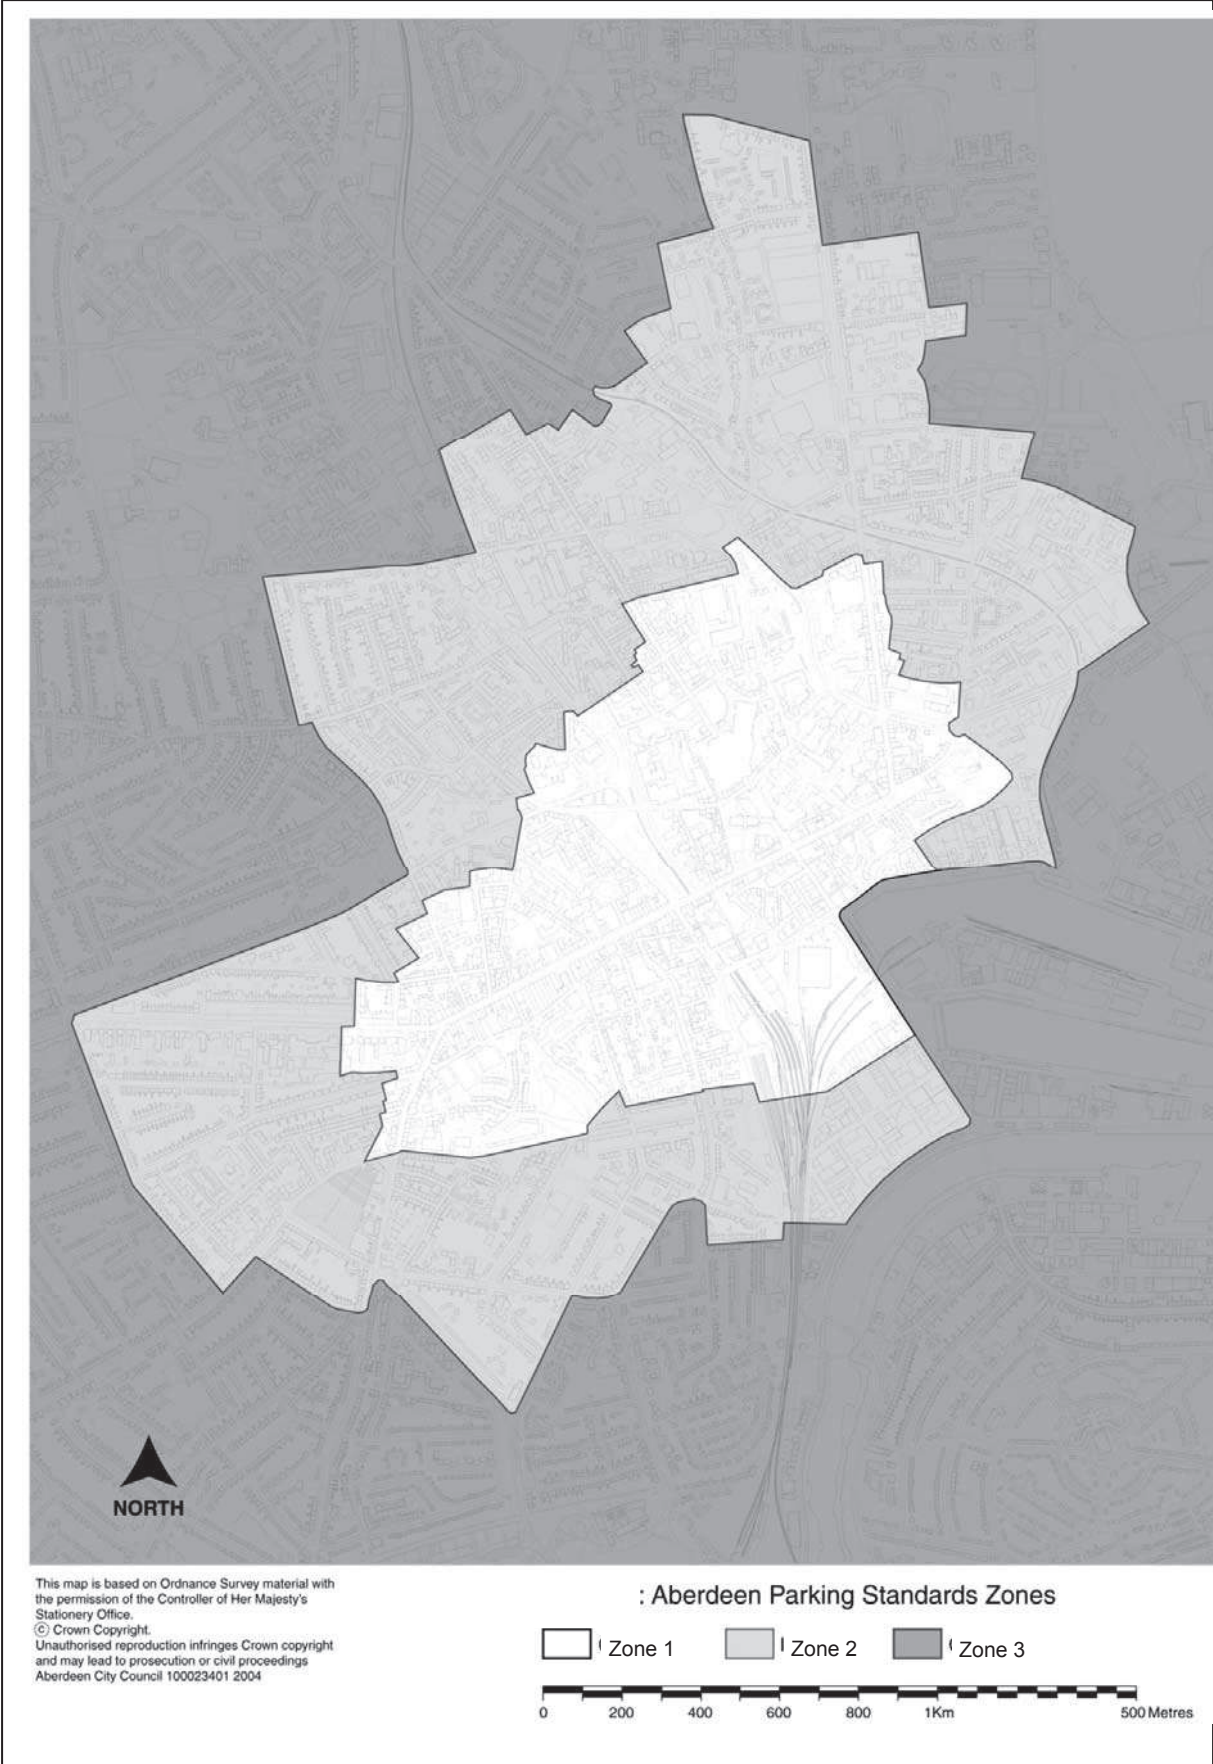 NORTH
This map is based on Ordnance Survey material with
the permission of the Controller of Her Majesty's
Stationery Office.
© Crown Copyright.
Unauthorised reproduction infringes Crown copyright
and may lead to prosecution or civil proceedings
Aberdeen City Council 100023401 2004
: Aberdeen Parking Standards Zones
Zone 1 Zone 2 Zone 3
0 200 400 600 800 1Km 500 Metres